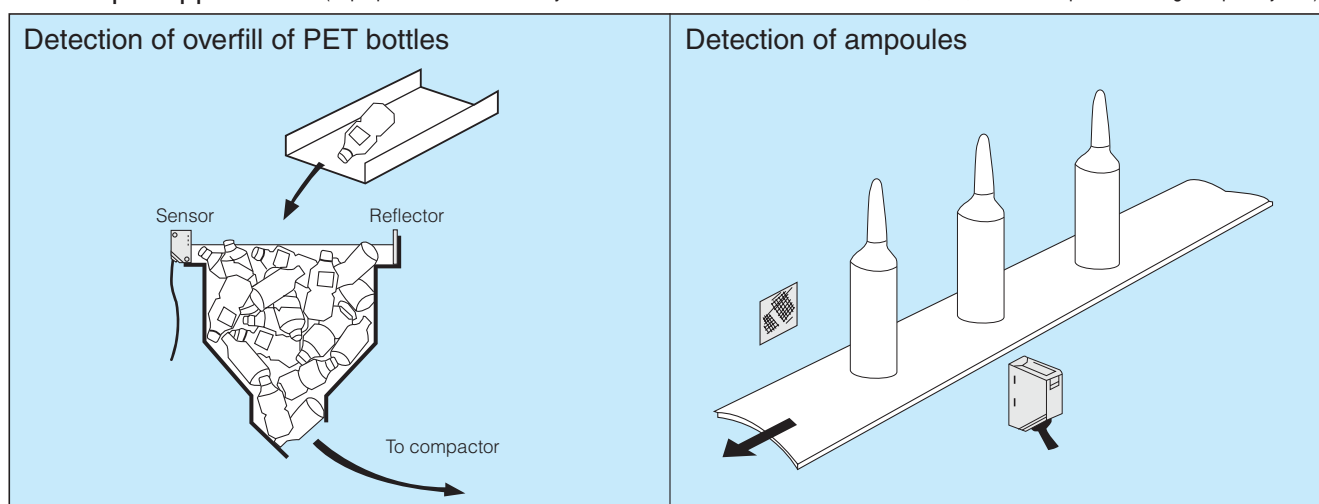 Detection of overfill of PET bottles
Detection of ampoules
Sensor
Reflector
To compactor